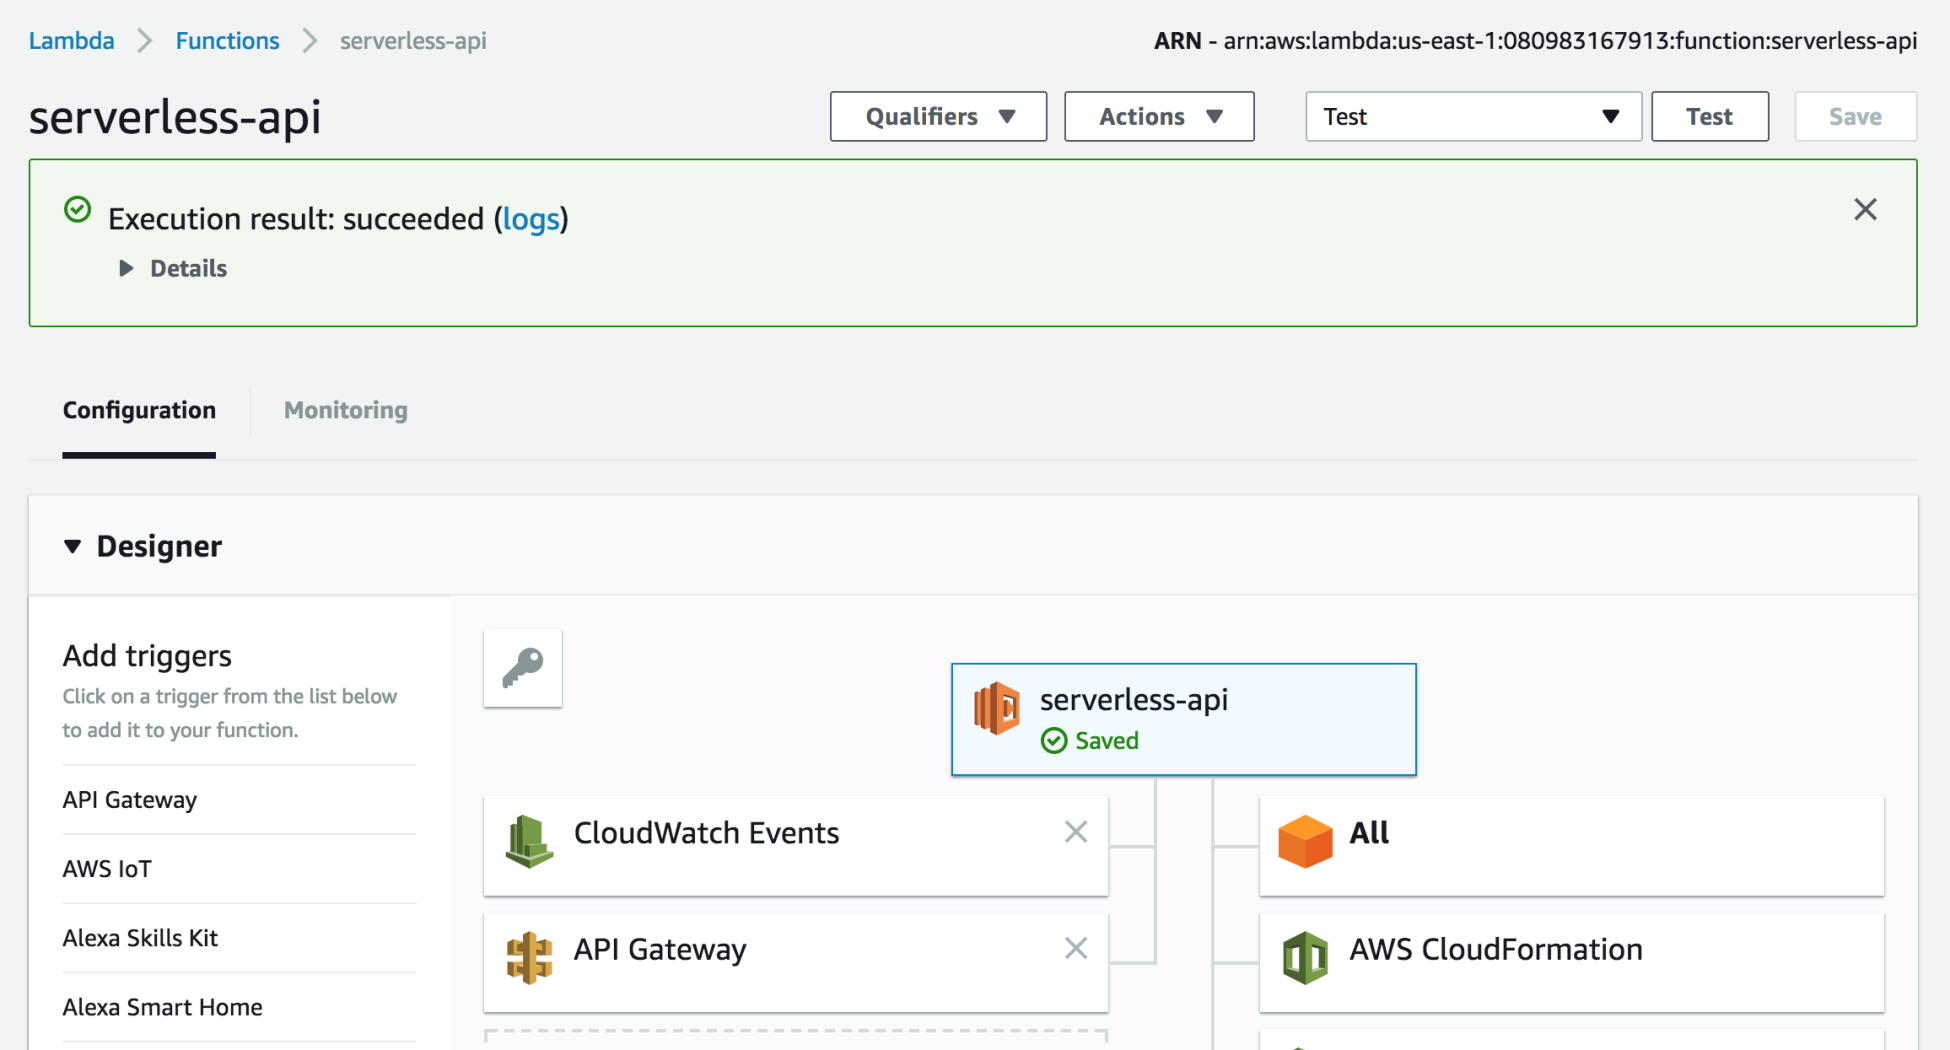 Lambda Functions serverless-api
ARN - arn:aws:lambda:us-east-1:080983167913:function:serverless-api
serverless-api
Qualifiers
Actions
Test
Test
Save
Execution result: succeeded (logs)
Details
Configuration
Monitoring
Designer
Add triggers
Click on a trigger from the list below
to add it to your function.
API Gateway
AWS IoT
Alexa Skills Kit
Alexa Smart Home
serverless-api
Saved
CloudWatch Events
API Gateway
All
AWS CloudFormation